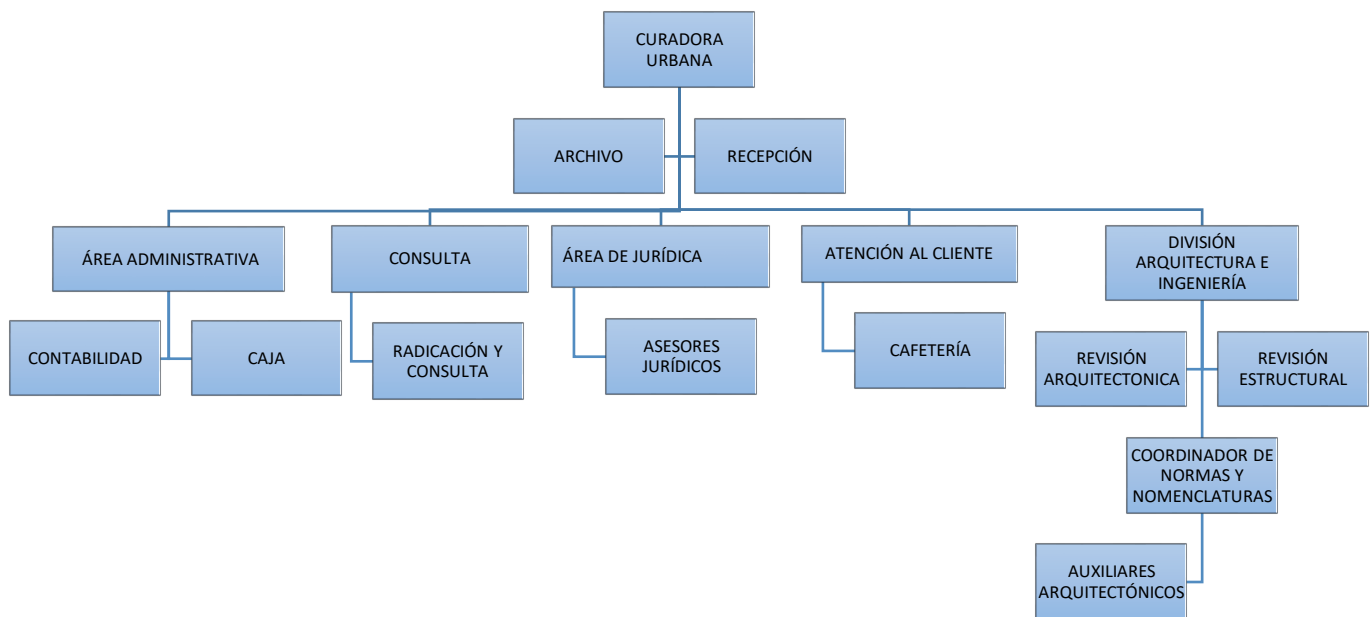 CURADORA
URBANA
ARCHIVO
RECEPCIÓN
ÁREA ADMINISTRATIVA
CONSULTA
ÁREA DE JURÍDICA
ATENCIÓN AL CLIENTE
DIVISIÓN
ARQUITECTURA E
INGENIERÍA
CONTABILIDAD
CAJA
RADICACIÓN Y
CONSULTA
ASESORES
JURÍDICOS
CAFETERÍA
REVISIÓN
ARQUITECTONICA
REVISIÓN
ESTRUCTURAL
COORDINADOR DE
NORMAS Y
NOMENCLATURAS
AUXILIARES
ARQUITECTÓNICOS